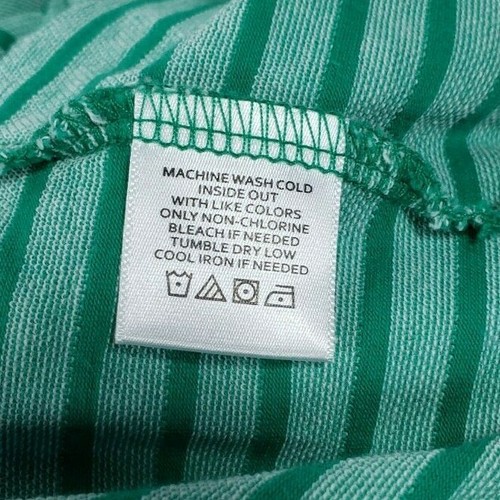 MACHINE WASH COLD
INSIDE OUT
WITH LIKE COLORS
ONLY NON-CHLORINE
BLEACH IF NEEDED
TUMBLE DRY LOW
COOL IRON IF NEEDED